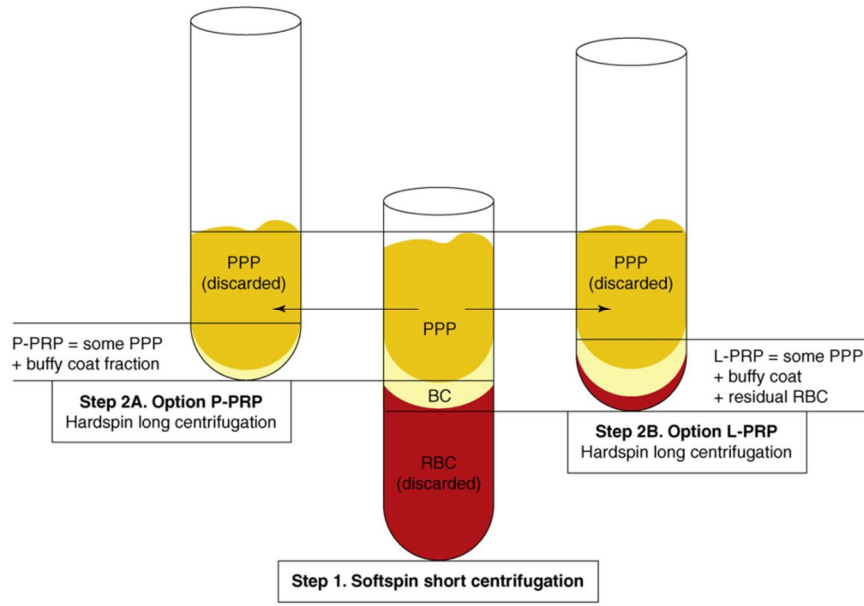 PPP
(discarded)
P-PRP = some PPP
+ buffy coat fraction
Step 2A. Option P-PRP
Hardspin long centrifugation
PPP
BC
RBC
(discarded)
Step 1. Softspin short centrifugation
PPP
(discarded)
L-PRP = some PPP
+ buffy coat
+ residual RBC
Step 2B. Option L-PRP
Hardspin long centrifugation